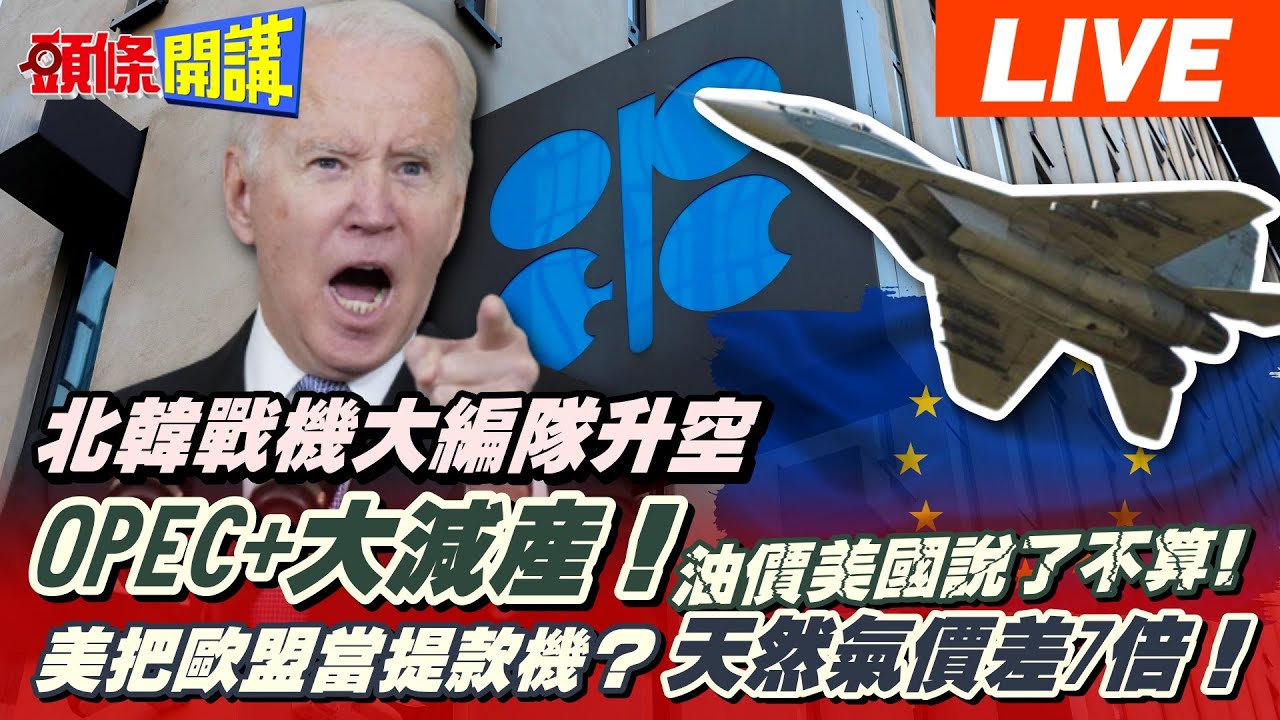 頭條開講
LIVE
北韓戰機大編隊升空
OPEC+大減產！
油價美國說了不算!
美把歐盟當提款機？
天然氣價差7倍！